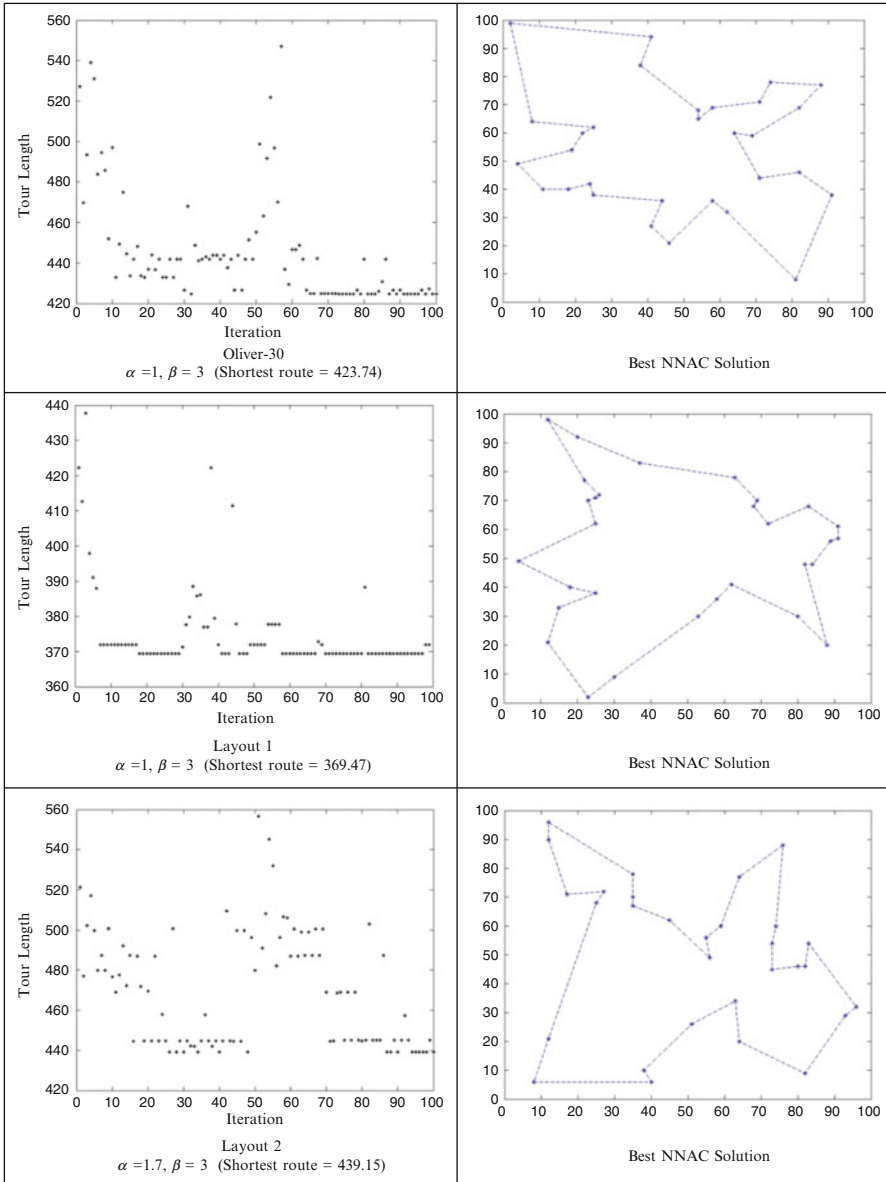 560
540
520
500
480
460
440
420
Tour Length
0 10 20 30 40 50 60 70 80 90 100
Iteration
Oliver-30
α =1, β = 3 (Shortest route = 423.74)
100
90
80
70
60
50
40
30
20
10
0
0 10 20 30 40 50 60 70 80 90 100
Best NNAC Solution
440
430
420
410
400
390
380
370
360
Tour Length
0 10 20 30 40 50 60 70 80 90 100
Iteration
Layout 1
α =1, β = 3 (Shortest route = 369.47)
100
90
80
70
60
50
40
30
20
10
0
0 10 20 30 40 50 60 70 80 90 100
Best NNAC Solution
560
540
520
500
480
460
440
420
Tour Length
0 10 20 30 40 50 60 70 80 90 100
Iteration
Layout 2
α =1.7, β = 3 (Shortest route = 439.15)
100
90
80
70
60
50
40
30
20
10
0
0 10 20 30 40 50 60 70 80 90 100
Best NNAC Solution